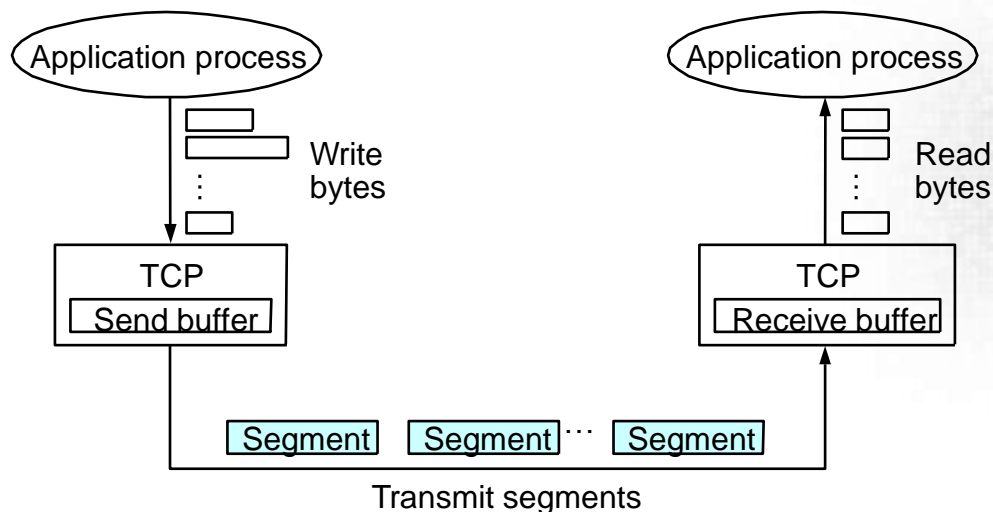 Application process
Application process
Write
bytes
⋮
Read
bytes
⋮
TCP
Send buffer
TCP
Receive buffer
Segment Segment … Segment
Transmit segments